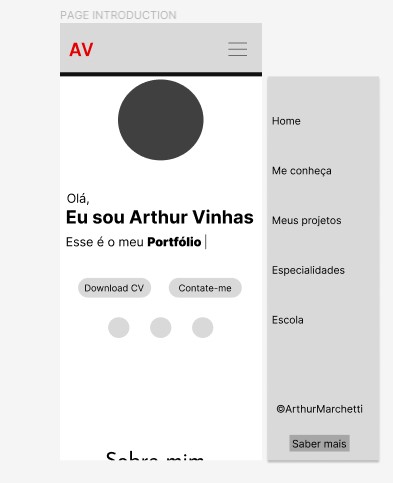 PAGE INTRODUCTION
AV
Olá,
Eu sou Arthur Vinhas
Esse é o meu Portfólio |
Download CV
Contate-me
Sobre mim
Home
Me conheça
Meus projetos
Especialidades
Escola
©ArthurMarchetti
Saber mais